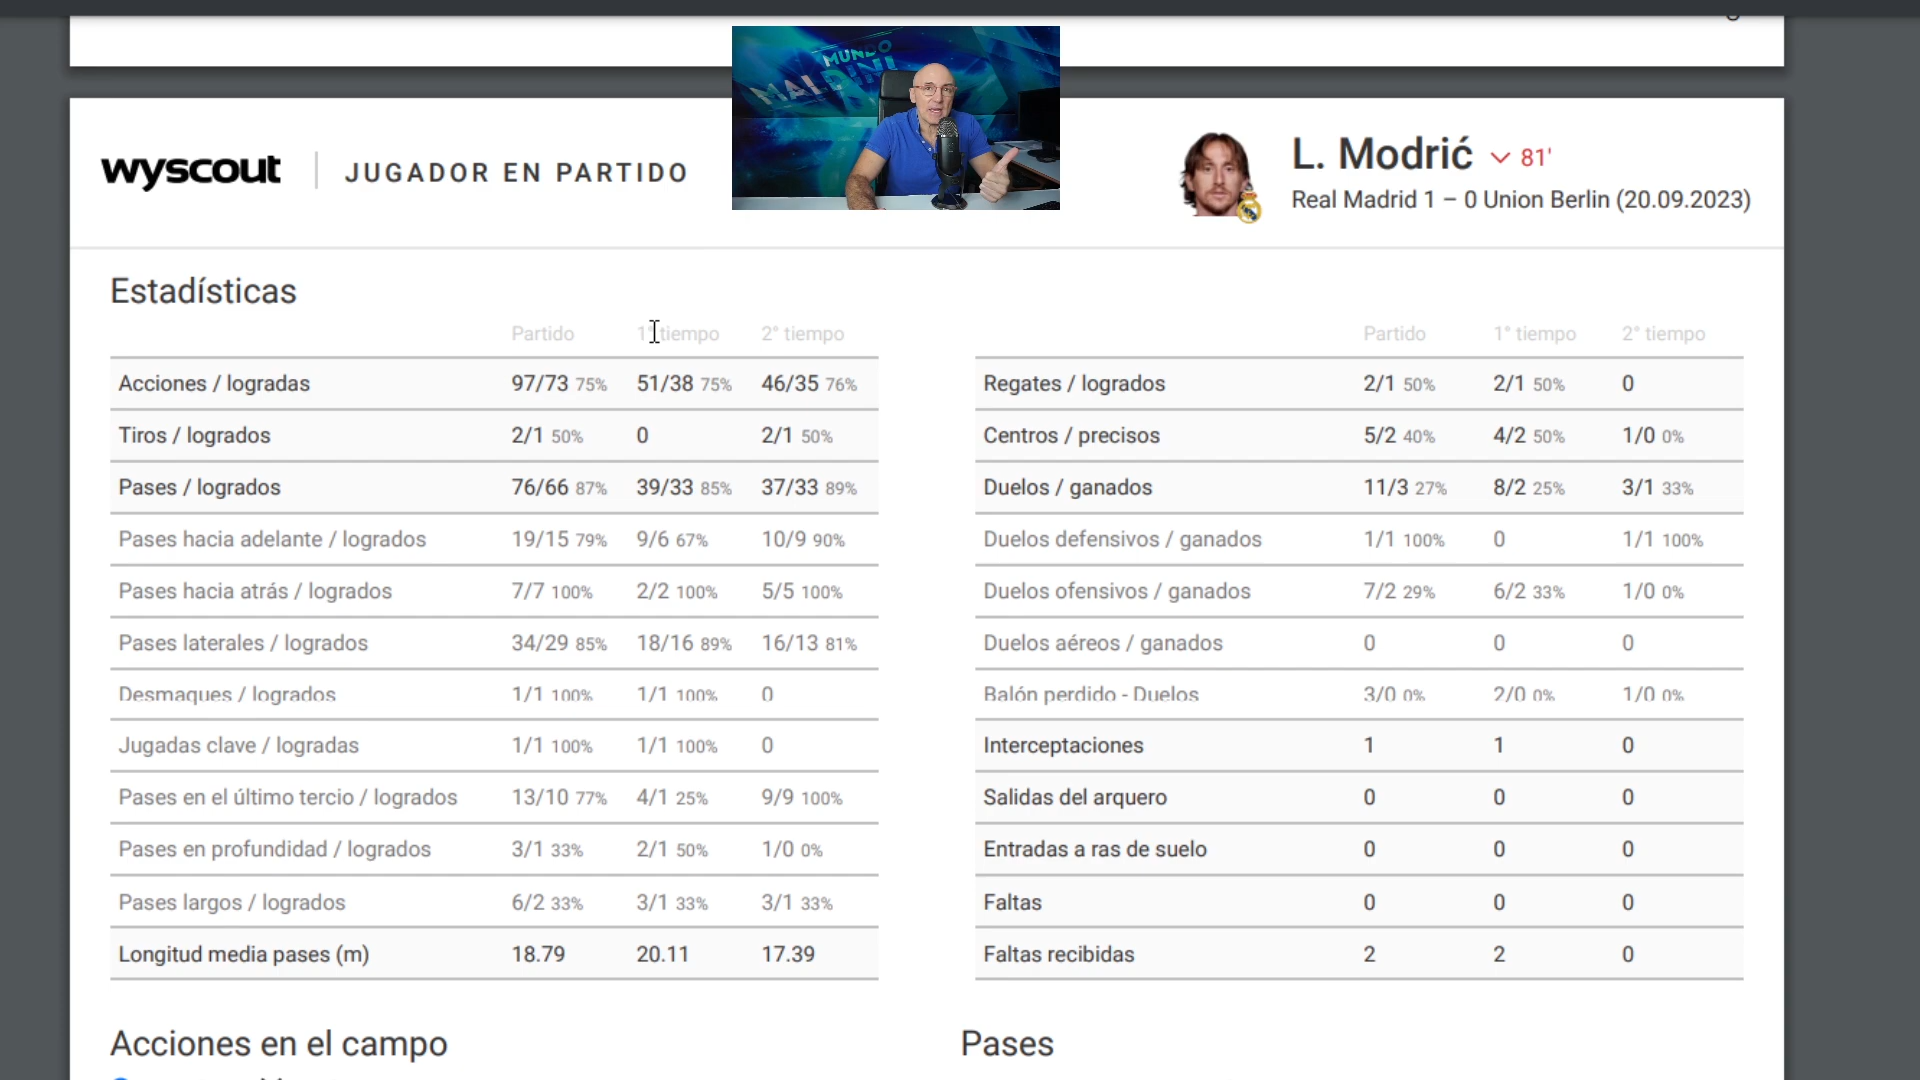 MUNDO
MALDINI
wyscout
JUGADOR EN PARTIDO
L. Modrić 81'
Real Madrid 1 – 0 Union Berlin (20.09.2023)
Estadísticas
Partido 1° tiempo 2° tiempo
Acciones / logradas 97/73 75% 51/38 75% 46/35 76%
Tiros / logrados 2/1 50% 0 2/1 50%
Pases / logrados 76/66 87% 39/33 85% 37/33 89%
Pases hacia adelante / logrados 19/15 79% 9/6 67% 10/9 90%
Pases hacia atrás / logrados 7/7 100% 2/2 100% 5/5 100%
Pases laterales / logrados 34/29 85% 18/16 89% 16/13 81%
Desmaques / logrados 1/1 100% 1/1 100% 0
Jugadas clave / logradas 1/1 100% 1/1 100% 0
Pases en el último tercio / logrados 13/10 77% 4/1 25% 9/9 100%
Pases en profundidad / logrados 3/1 33% 2/1 50% 1/0 0%
Pases largos / logrados 6/2 33% 3/1 33% 3/1 33%
Longitud media pases (m) 18.79 20.11 17.39
Partido 1° tiempo 2° tiempo
Regates / logrados 2/1 50% 2/1 50% 0
Centros / precisos 5/2 40% 4/2 50% 1/0 0%
Duelos / ganados 11/3 27% 8/2 25% 3/1 33%
Duelos defensivos / ganados 1/1 100% 0 1/1 100%
Duelos ofensivos / ganados 7/2 29% 6/2 33% 1/0 0%
Duelos aéreos / ganados 0 0 0
Balón perdido - Duelos 3/0 0% 2/0 0% 1/0 0%
Interceptaciones 1 1 0
Salidas del arquero 0 0 0
Entradas a ras de suelo 0 0 0
Faltas 0 0 0
Faltas recibidas 2 2 0
Acciones en el campo
Pases